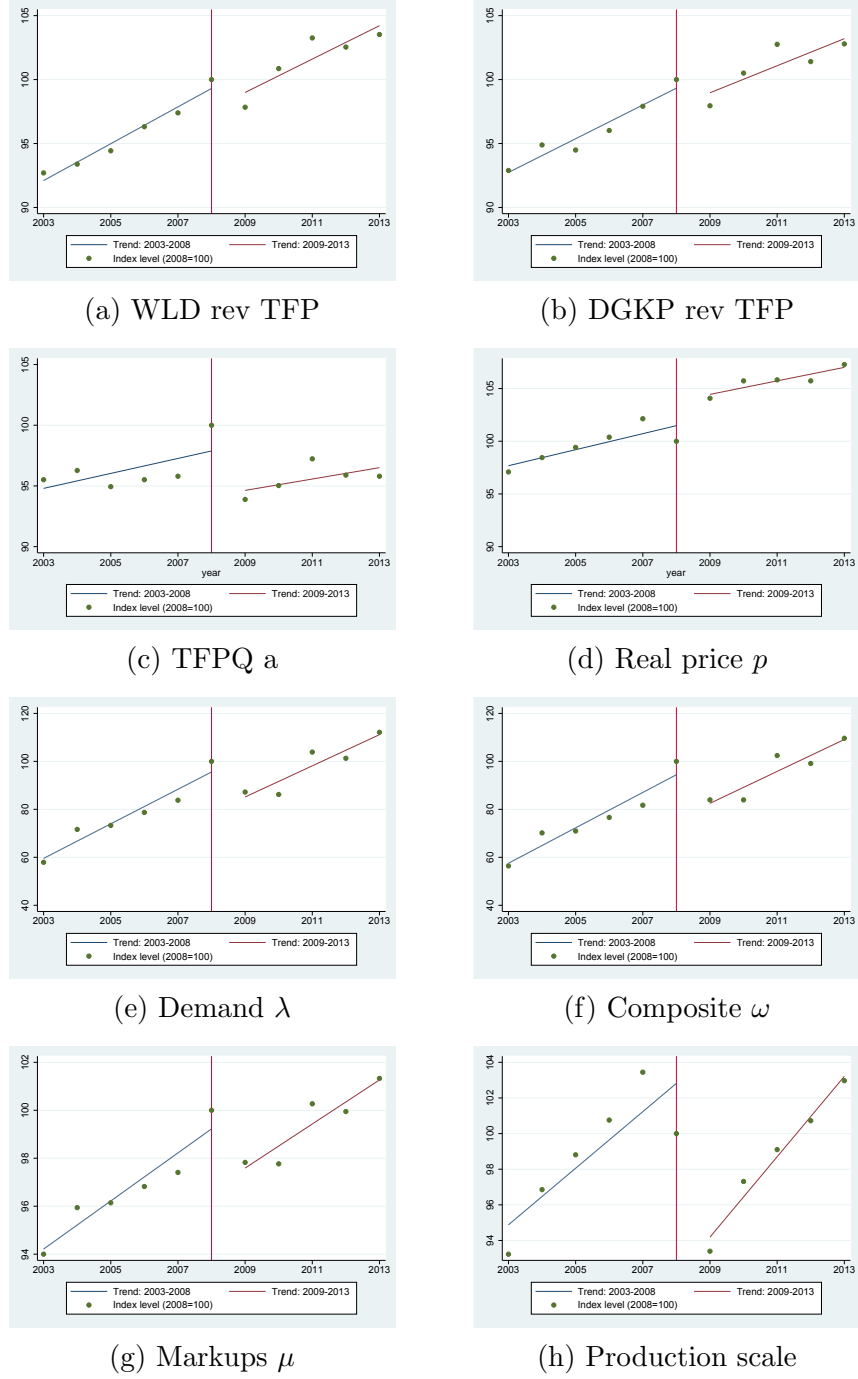 105
100
95
90
2003 2005 2007 2009 2011 2013
Trend: 2003-2008 Trend: 2009-2013
Index level (2008=100)
(a) WLD rev TFP
105
100
95
90
2003 2005 2007 2009 2011 2013
Trend: 2003-2008 Trend: 2009-2013
Index level (2008=100)
(b) DGKP rev TFP
105
100
95
90
2003 2005 2007 2009 2011 2013
year
Trend: 2003-2008 Trend: 2009-2013
Index level (2008=100)
(c) TFPQ a
105
100
95
90
2003 2005 2007 2009 2011 2013
year
Trend: 2003-2008 Trend: 2009-2013
Index level (2008=100)
(d) Real price p
120
100
80
60
40
2003 2005 2007 2009 2011 2013
Trend: 2003-2008 Trend: 2009-2013
Index level (2008=100)
(e) Demand λ
120
100
80
60
40
2003 2005 2007 2009 2011 2013
Trend: 2003-2008 Trend: 2009-2013
Index level (2008=100)
(f) Composite ω
102
100
98
96
94
2003 2005 2007 2009 2011 2013
Trend: 2003-2008 Trend: 2009-2013
Index level (2008=100)
(g) Markups μ
104
102
100
98
96
94
2003 2005 2007 2009 2011 2013
Trend: 2003-2008 Trend: 2009-2013
Index level (2008=100)
(h) Production scale